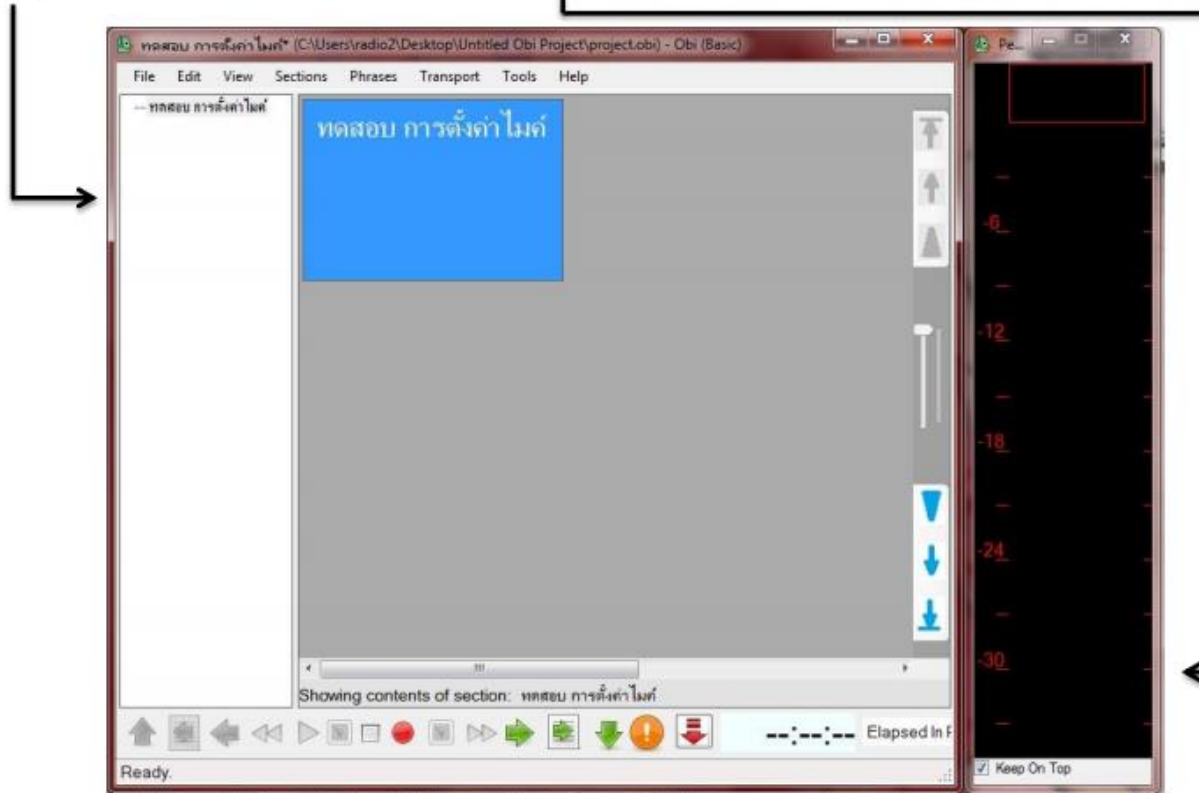 ทดสอบ การตั้งค่าไมค์* (C:\Users\radio2\Desktop\Untitled Obi Project\project.obi) - Obi (Basic)
File Edit View Sections Phrases Transport Tools Help
ทดสอบ การตั้งค่าไมค์
ทดสอบ การตั้งค่าไมค์
Showing contents of section: ทดสอบ การตั้งค่าไมค์
--:--:-- Elapsed In P
Ready.
Pe...
-6
-12
-18
-24
-30
Keep On Top